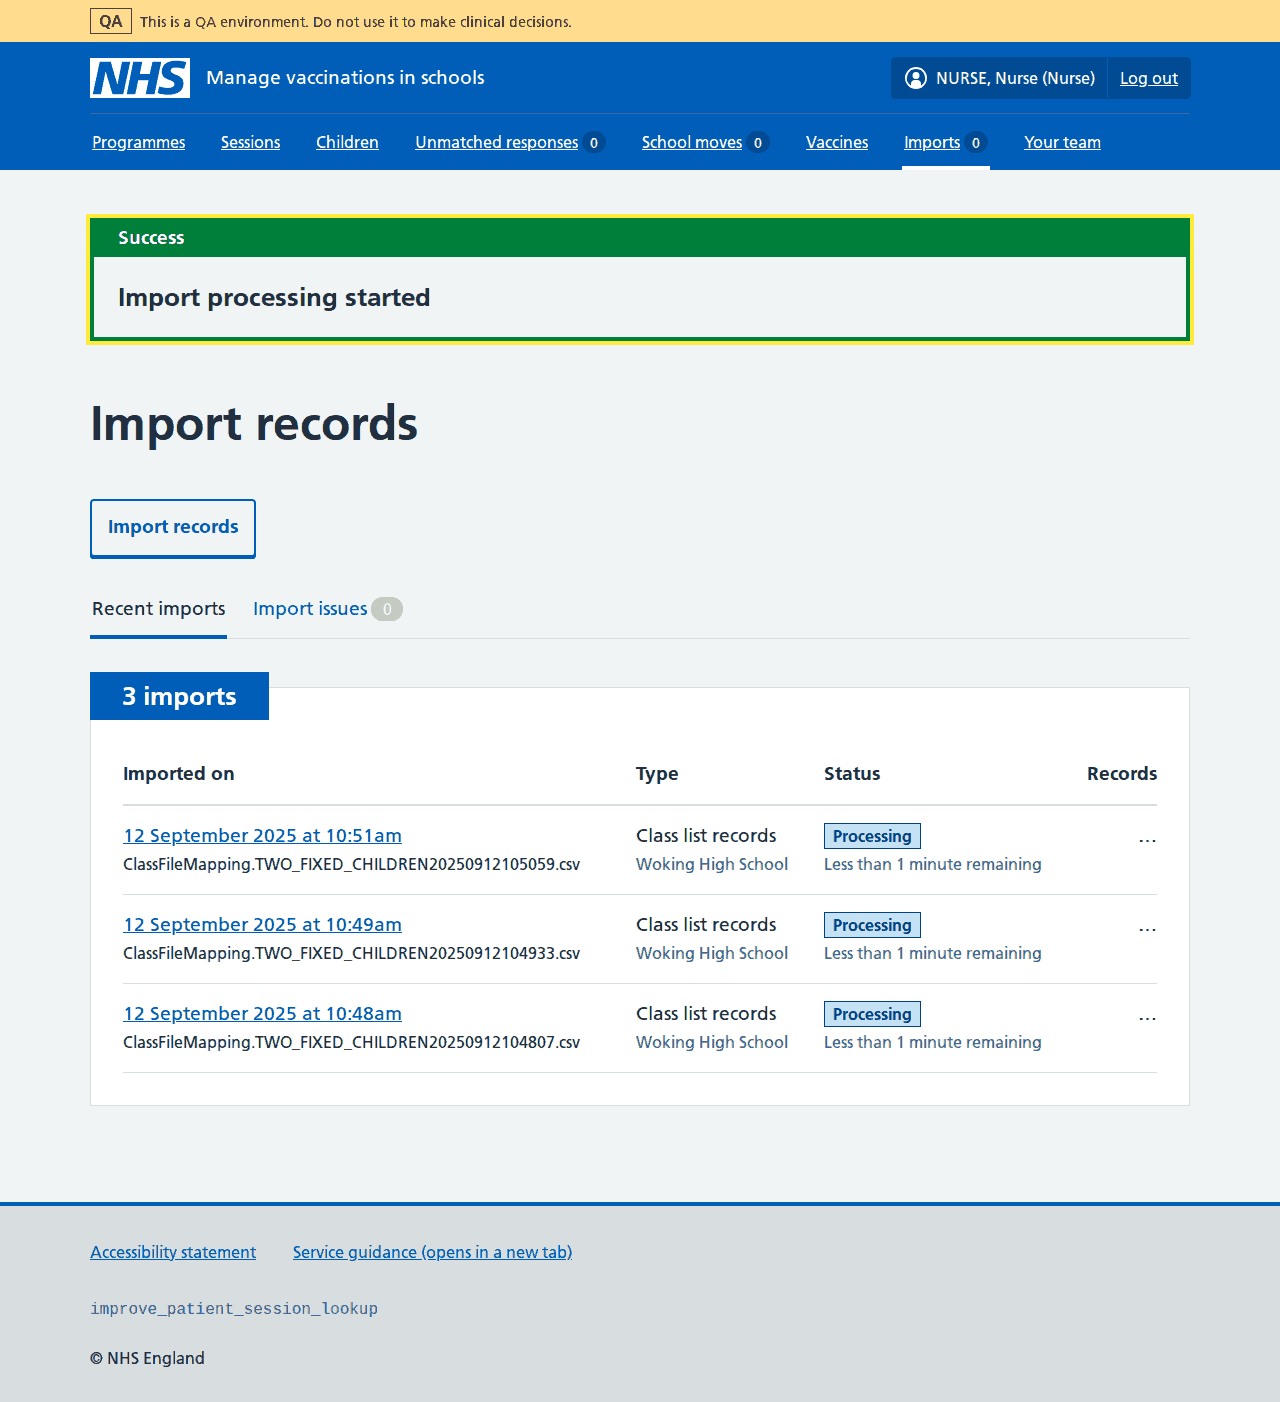 QA This is a QA environment. Do not use it to make clinical decisions.
NHS Manage vaccinations in schools NURSE, Nurse (Nurse) Log out
Programmes Sessions Children Unmatched responses 0 School moves 0 Vaccines Imports 0 Your team
Success
Import processing started
Import records
Import records
Recent imports Import issues 0
3 imports
Imported on Type Status Records
12 September 2025 at 10:51am Class list records Processing ...
ClassFileMapping.TWO_FIXED_CHILDREN20250912105059.csv Woking High School Less than 1 minute remaining
12 September 2025 at 10:49am Class list records Processing ...
ClassFileMapping.TWO_FIXED_CHILDREN20250912104933.csv Woking High School Less than 1 minute remaining
12 September 2025 at 10:48am Class list records Processing ...
ClassFileMapping.TWO_FIXED_CHILDREN20250912104807.csv Woking High School Less than 1 minute remaining
Accessibility statement Service guidance (opens in a new tab)
improve_patient_session_lookup
© NHS England